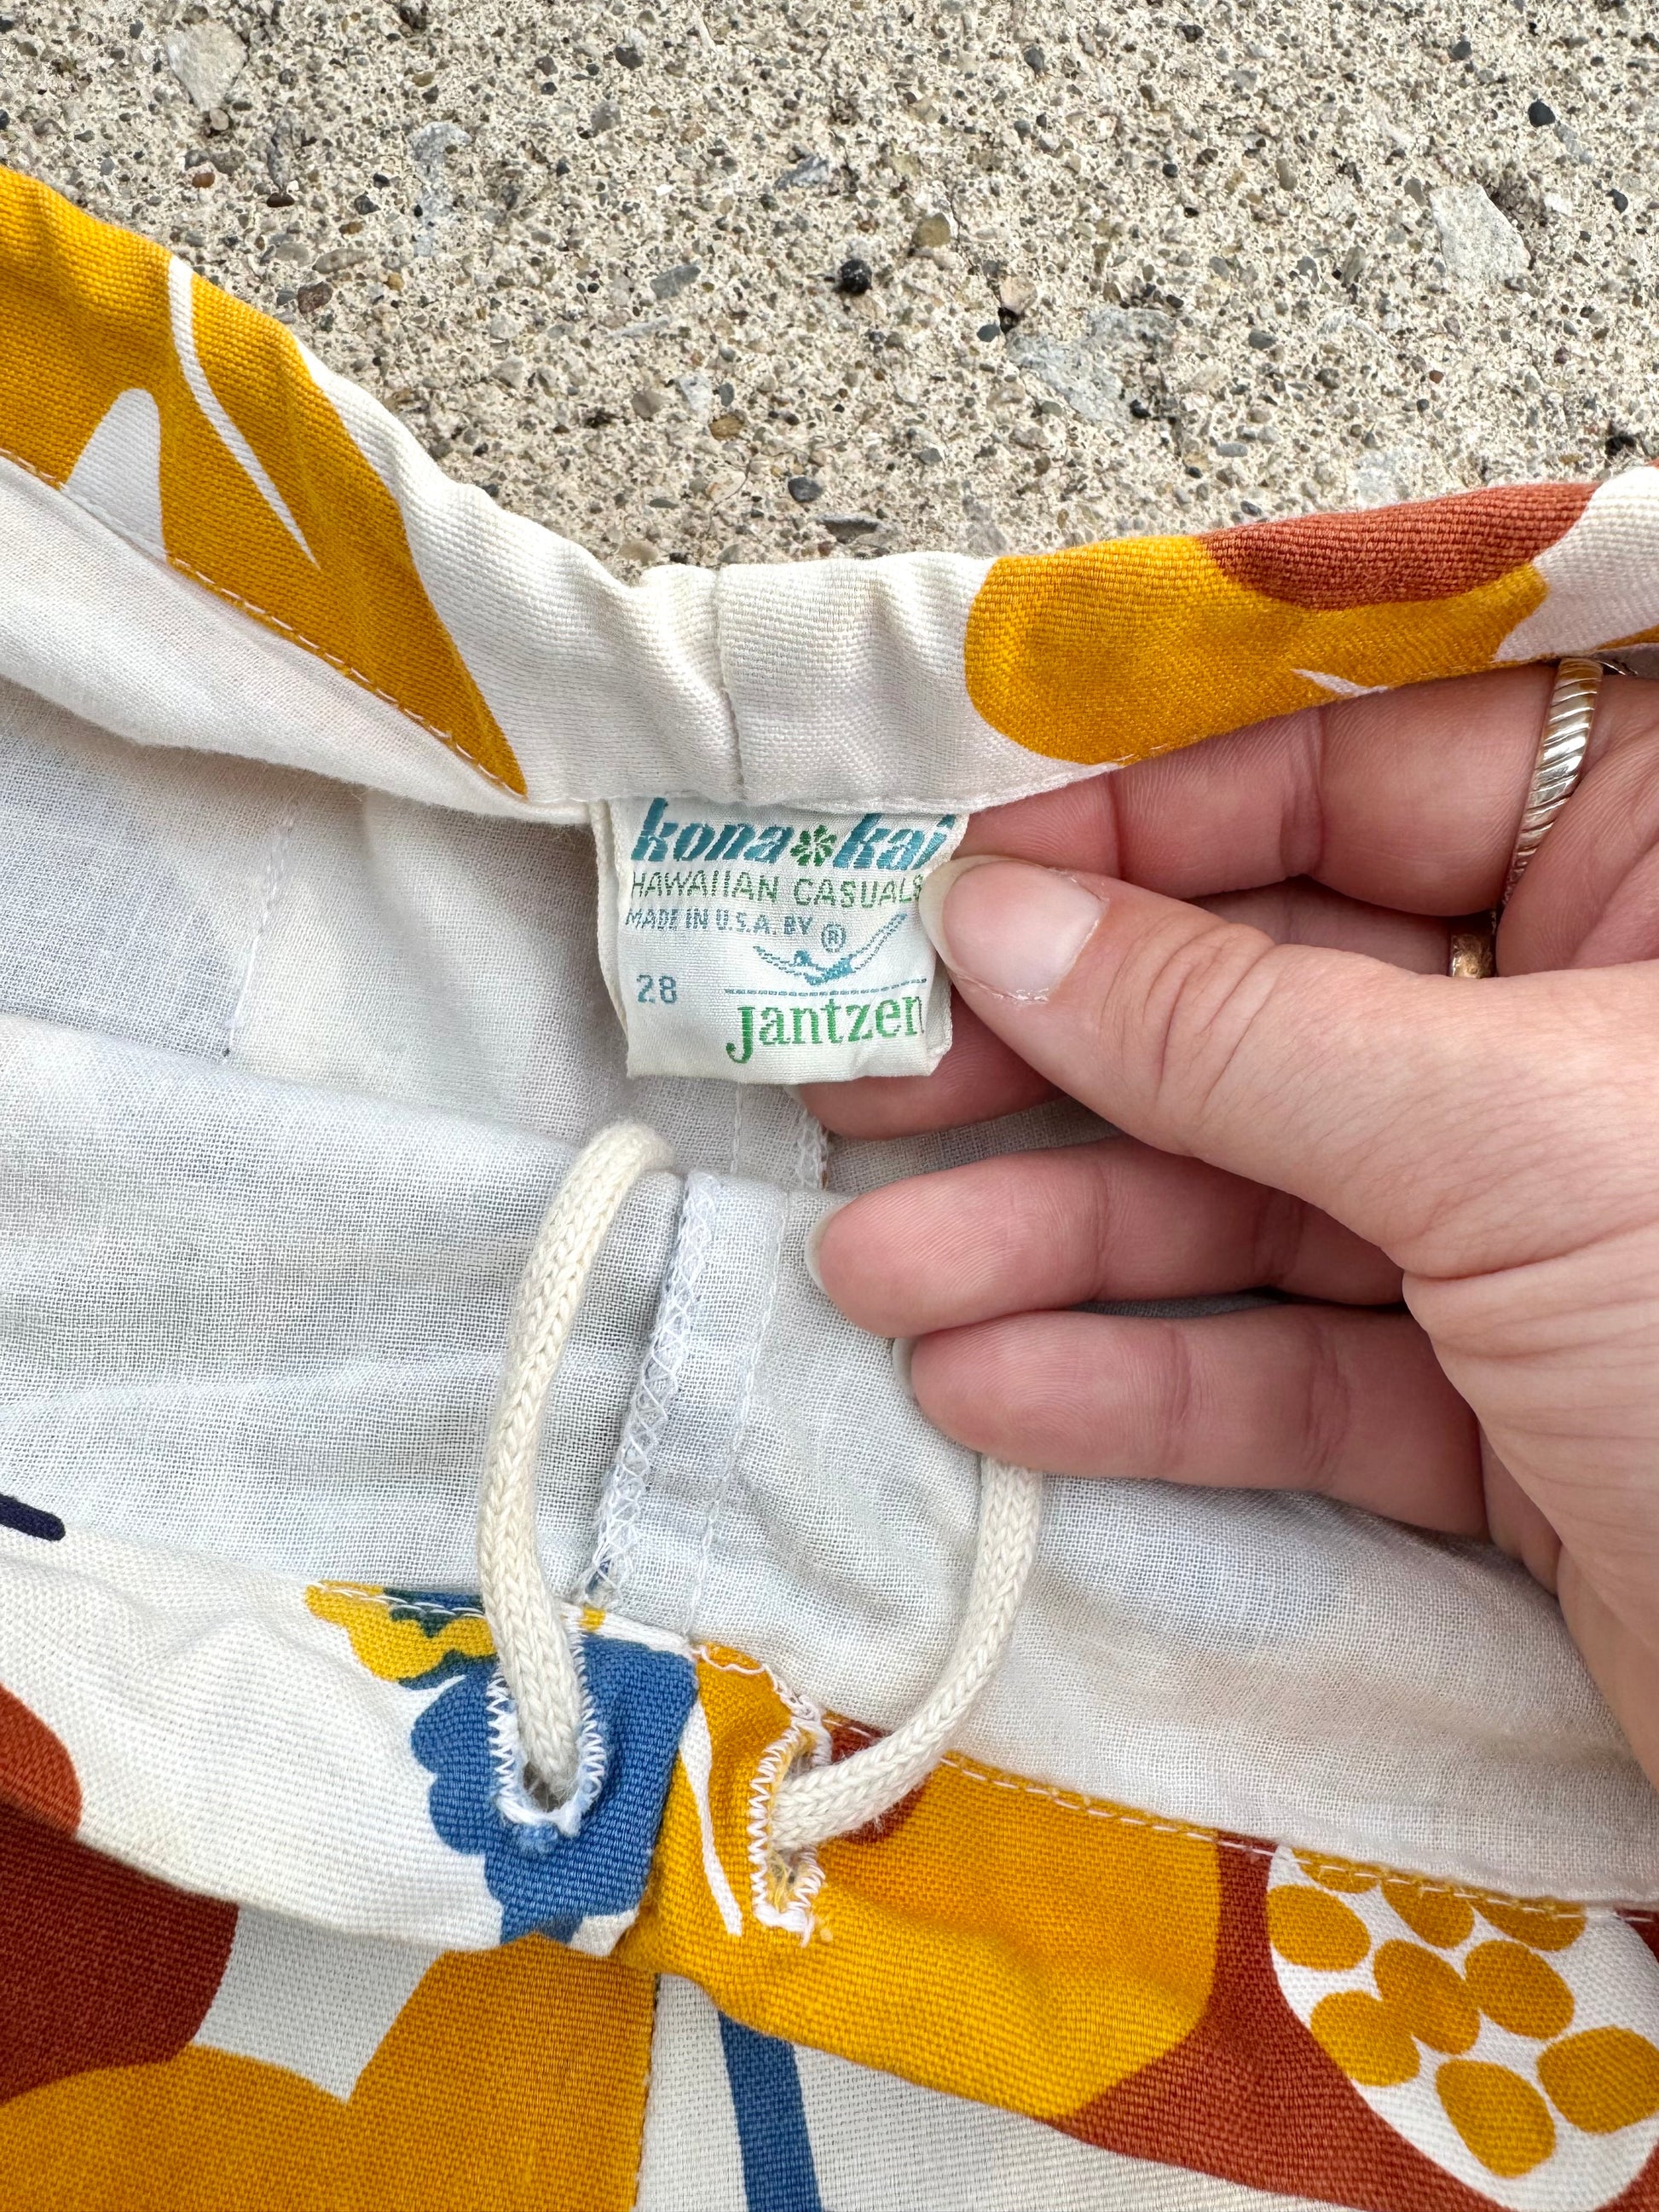 kona kai
HAWAIIAN CASUALS
MADE IN U.S.A. BY ®
28
Jantzen